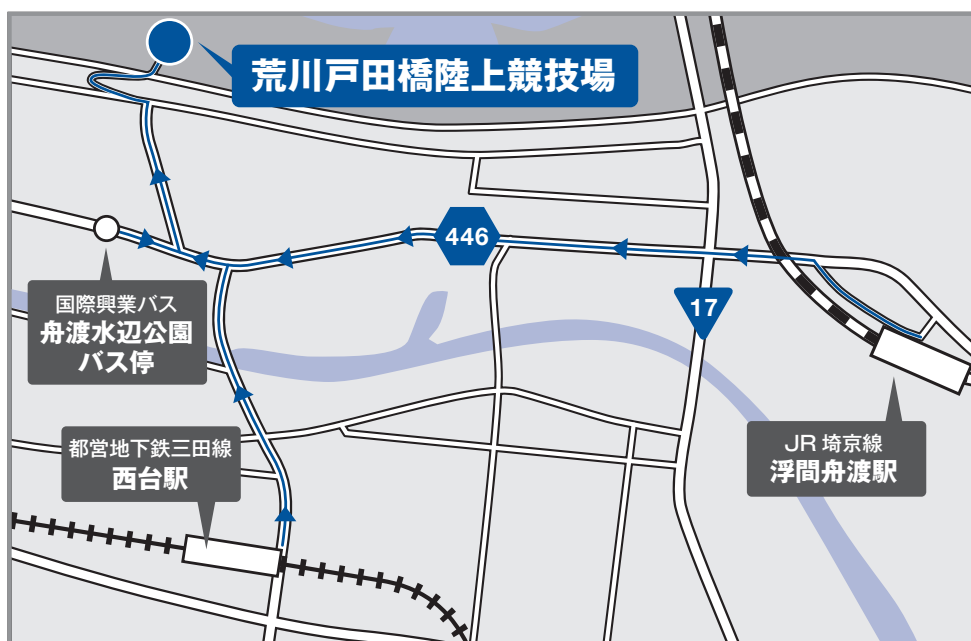 荒川戸田橋陸上競技場
446
17
国際興業バス
舟渡水辺公園
バス停
都営地下鉄三田線
西台駅
JR 埼京線
浮間舟渡駅